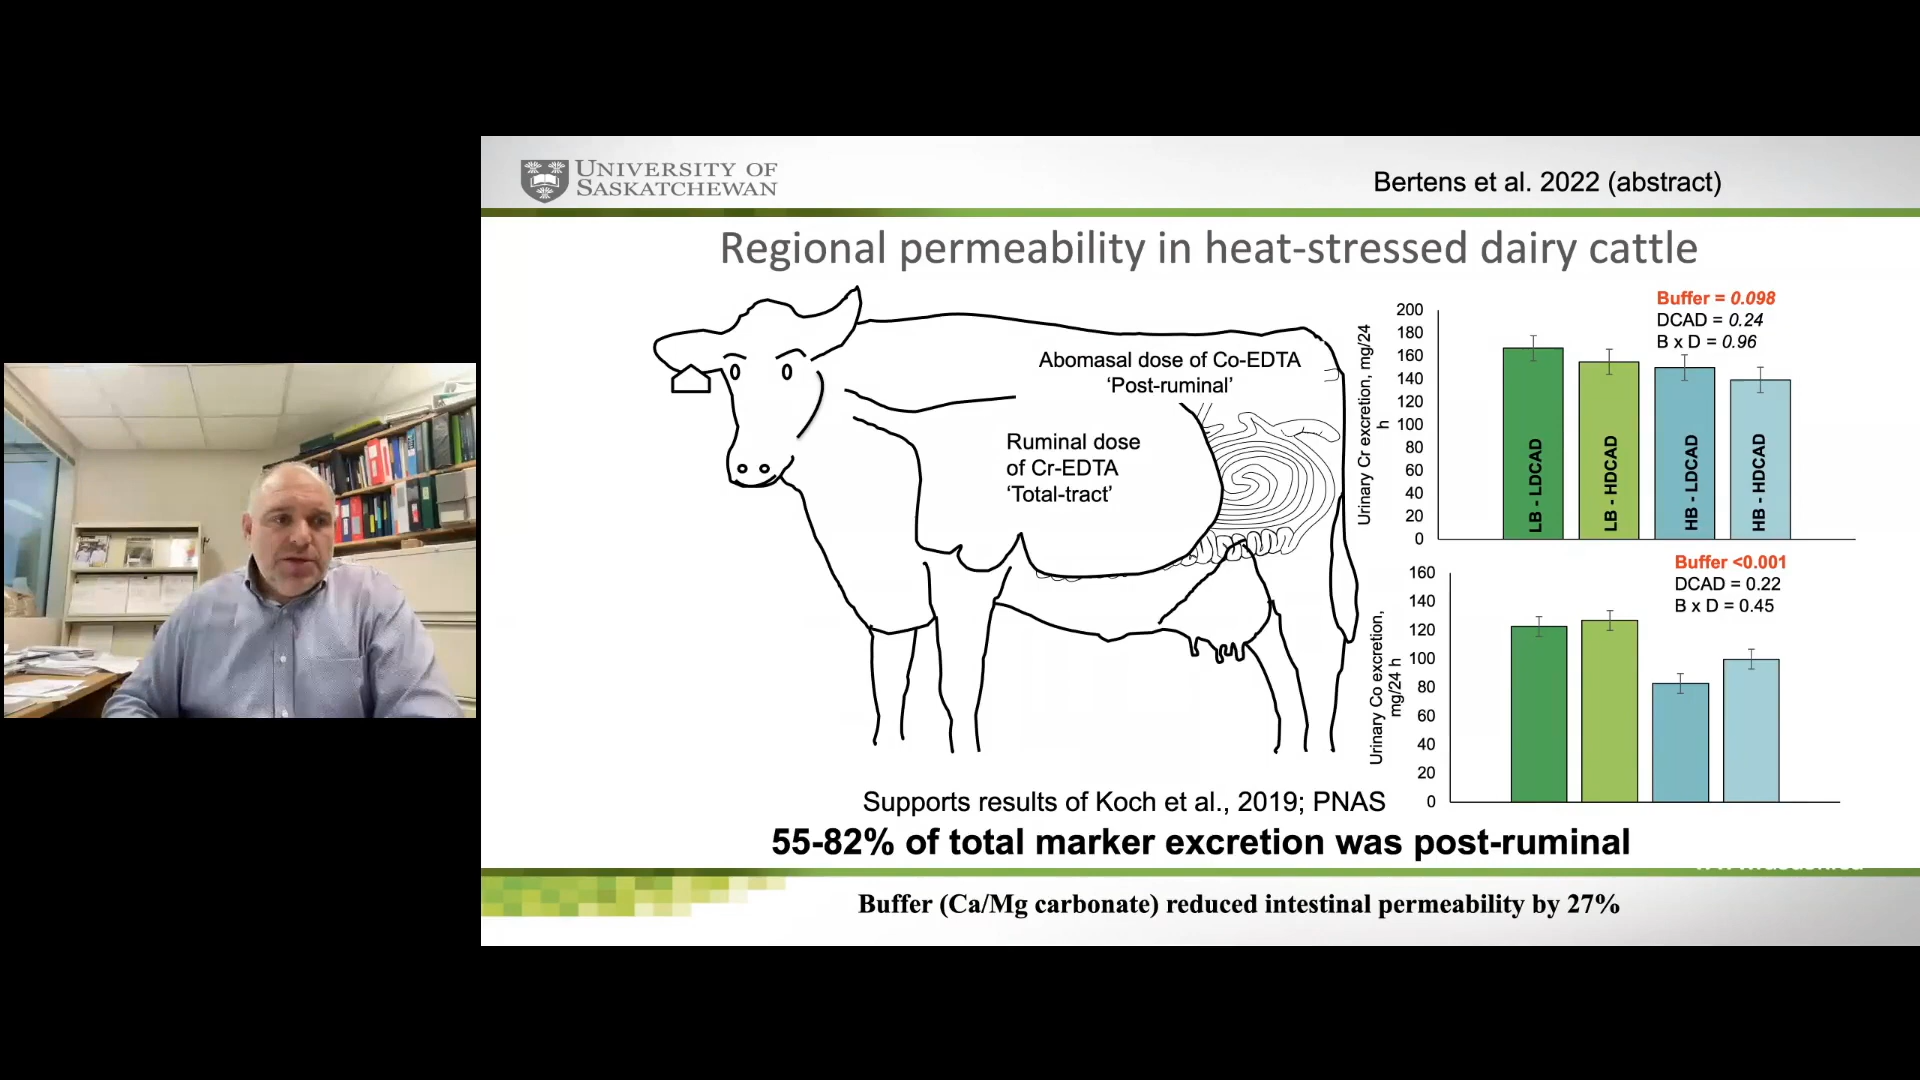 UNIVERSITY OF
SASKATCHEWAN
Bertens et al. 2022 (abstract)
Regional permeability in heat-stressed dairy cattle
Abomasal dose of Co-EDTA
‘Post-ruminal’
Ruminal dose
of Cr-EDTA
‘Total-tract’
Urinary Cr excretion, mg/24
h
200
180
160
140
120
100
80
60
40
20
0
Buffer = 0.098
DCAD = 0.24
B x D = 0.96
LB - LDCAD
LB - HDCAD
HB - LDCAD
HB - HDCAD
Urinary Co excretion,
mg/24 h
160
140
120
100
80
60
40
20
0
Buffer <0.001
DCAD = 0.22
B x D = 0.45
Supports results of Koch et al., 2019; PNAS
55-82% of total marker excretion was post-ruminal
Buffer (Ca/Mg carbonate) reduced intestinal permeability by 27%